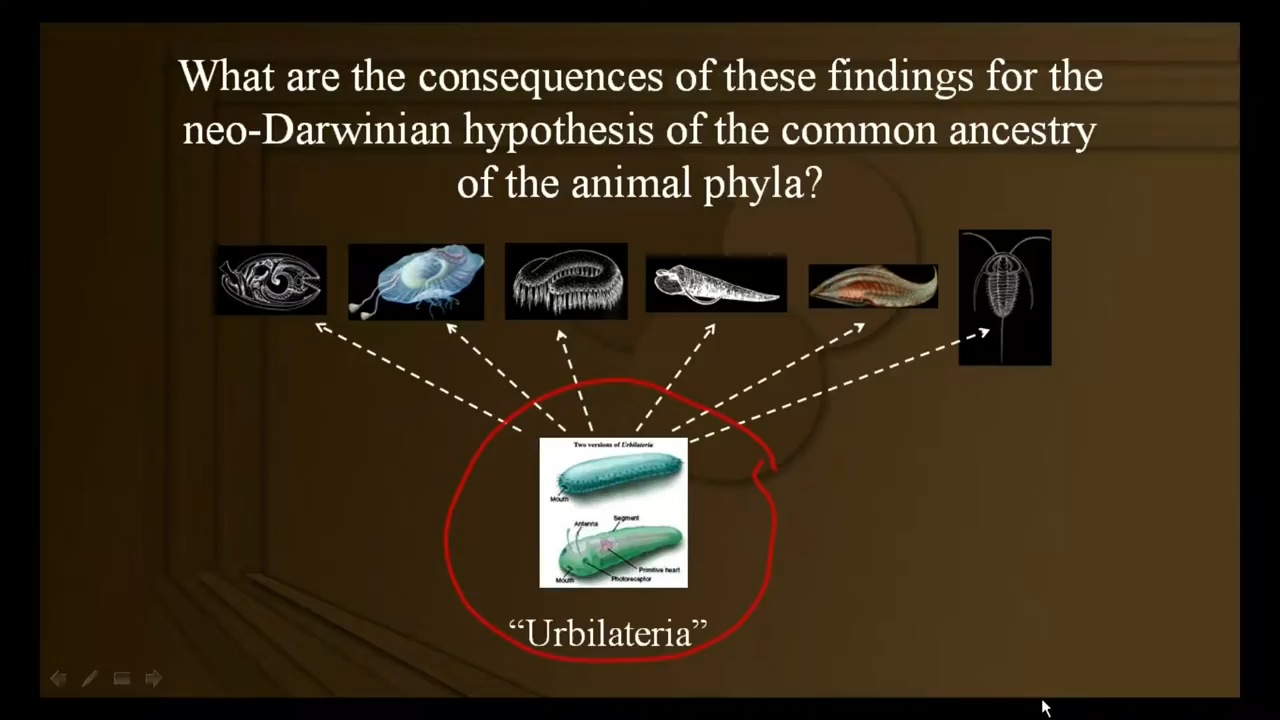 What are the consequences of these findings for the
neo-Darwinian hypothesis of the common ancestry
of the animal phyla?
Two versions of Urbilateria
Mouth
Antenna
Segment
Primitive heart
Mouth
Photoreceptor
“Urbilateria”